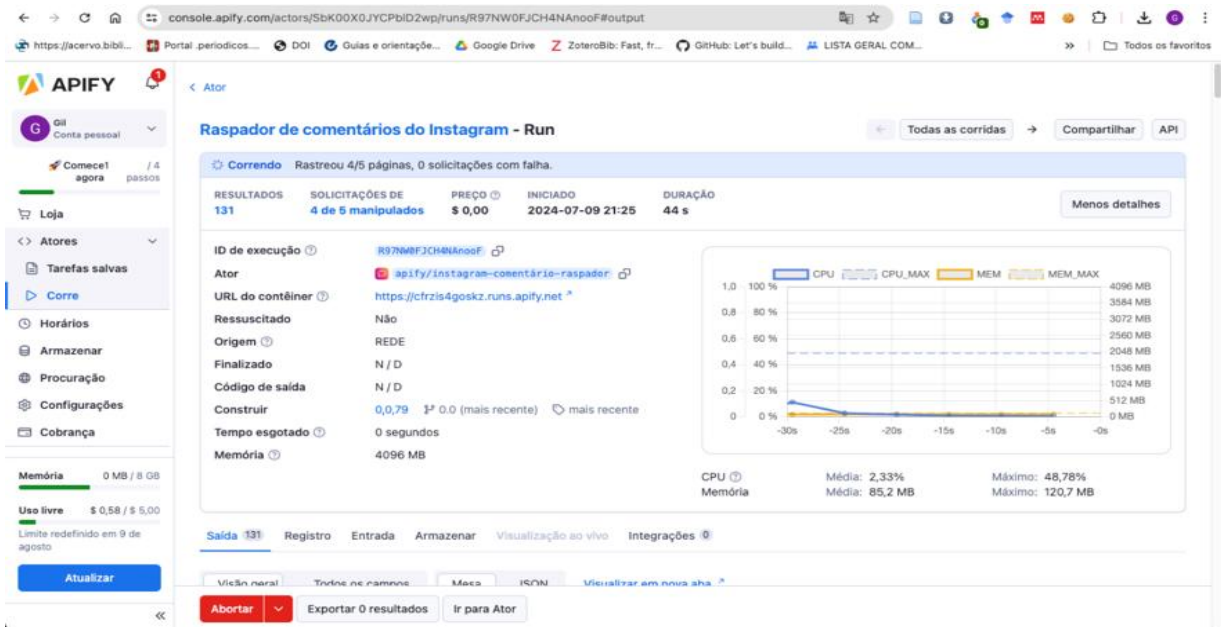 console.apify.com/actors/SbK00X0JYCPbID2wp/runs/R97NW0FJCH4NAnooF#output
https://acervo.bibli... Portal .periodicos.... DOI Guias e orientaçõe... Google Drive ZoteroBib: Fast, fr... GitHub: Let's build... LISTA GERAL COM... » Todos os favoritos
APIFY
G Gil
Conta pessoal
Comece1 / 4
agora passos
Loja
Atores
Tarefas salvas
Corre
Horários
Armazenar
Procuração
Configurações
Cobrança
Memória 0 MB / 8 GB
Uso livre $ 0,58 / $ 5,00
Limite redefinido em 9 de
agosto
Atualizar
«
< Ator
Raspador de comentários do Instagram - Run
← Todas as corridas → Compartilhar API
Correndo Rastreou 4/5 páginas, 0 solicitações com falha.
RESULTADOS SOLICITAÇÕES DE PREÇO INICIADO DURAÇÃO
131 4 de 5 manipulados $ 0,00 2024-07-09 21:25 44 s
Menos detalhes
ID de execução R97NW0FJCH4NAnooF
Ator apify/instagram-comentário-raspador
URL do contêiner https://cfrzis4goskz.runs.apify.net
Ressuscitado Não
Origem REDE
Finalizado N / D
Código de saída N / D
Construir 0,0,79 0.0 (mais recente) mais recente
Tempo esgotado 0 segundos
Memória 4096 MB
CPU CPU_MAX MEM MEM_MAX
1,0 100 % 4096 MB
3584 MB
0,8 80 % 3072 MB
0,6 60 % 2560 MB
2048 MB
0,4 40 % 1536 MB
0,2 20 % 1024 MB
512 MB
0 0 % 0 MB
-30s -25s -20s -15s -10s -5s -0s
CPU Média: 2,33% Máximo: 48,78%
Memória Média: 85,2 MB Máximo: 120,7 MB
Saída 131 Registro Entrada Armazenar Visualização ao vivo Integrações 0
Visão geral Todos os campos Mesa JSON Visualizar em nova aba
Abortar Exportar 0 resultados Ir para Ator